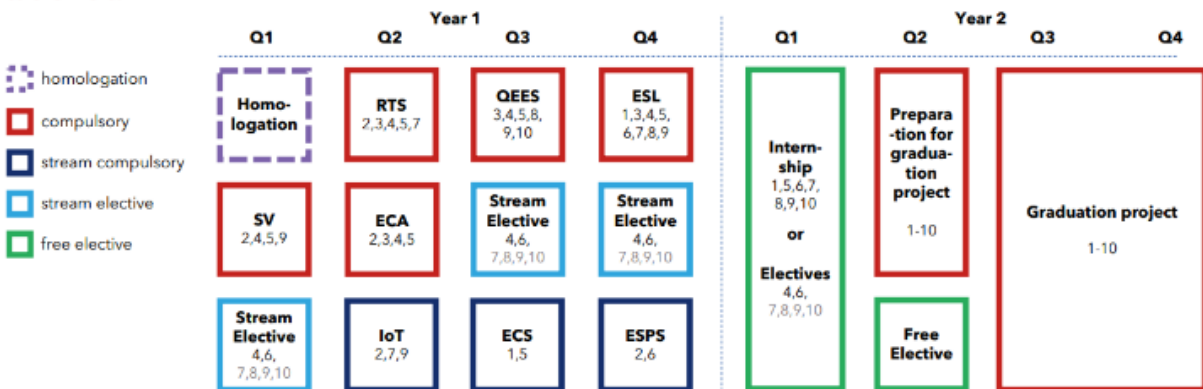 Year 1
Year 2
Q1
Q2
Q3
Q4
Q1
Q2
Q3
Q4
homologation
compulsory
stream compulsory
stream elective
free elective
Homo-
logation
RTS
2,3,4,5,7
QEES
3,4,5,8,
9,10
ESL
1,3,4,5,
6,7,8,9
SV
2,4,5,9
ECA
2,3,4,5
Stream
Elective
4,6,
7,8,9,10
Stream
Elective
4,6,
7,8,9,10
Stream
Elective
4,6,
7,8,9,10
IoT
2,7,9
ECS
1,5
ESPS
2,6
Intern-
ship
1,5,6,7,
8,9,10
or
Electives
4,6,
7,8,9,10
Prepara
-tion for
gradua-
tion
project
1-10
Free
Elective
Graduation project
1-10